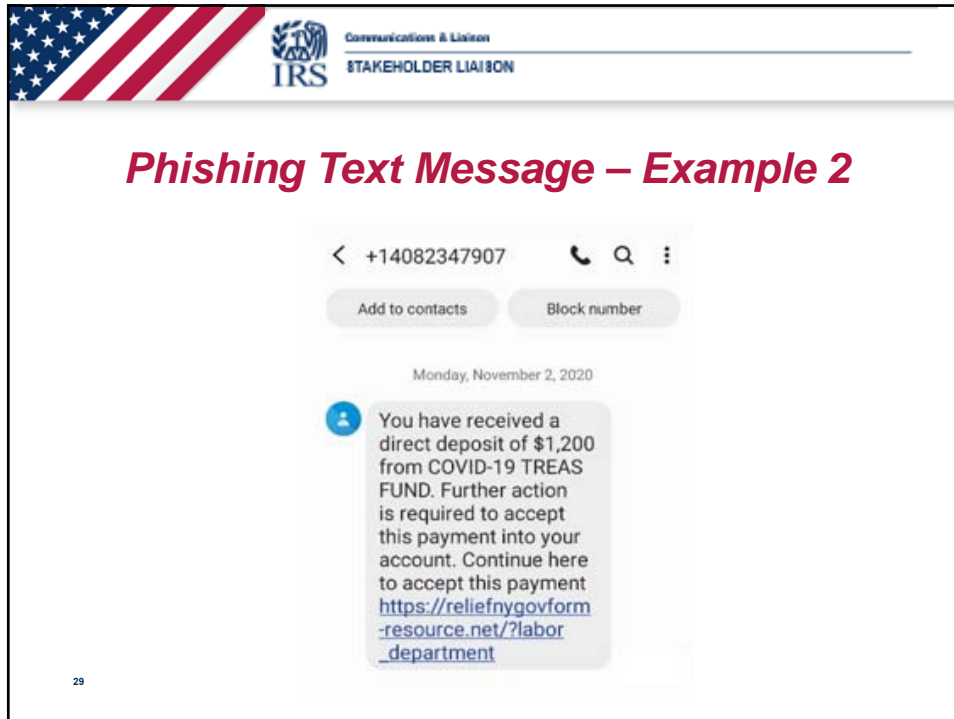 Communications & Liaison
IRS
STAKEHOLDER LIAISON
Phishing Text Message – Example 2
+14082347907
Add to contacts
Block number
Monday, November 2, 2020
You have received a
direct deposit of $1,200
from COVID-19 TREAS
FUND. Further action
is required to accept
this payment into your
account. Continue here
to accept this payment
https://reliefnygovform
-resource.net/?labor
_department
29